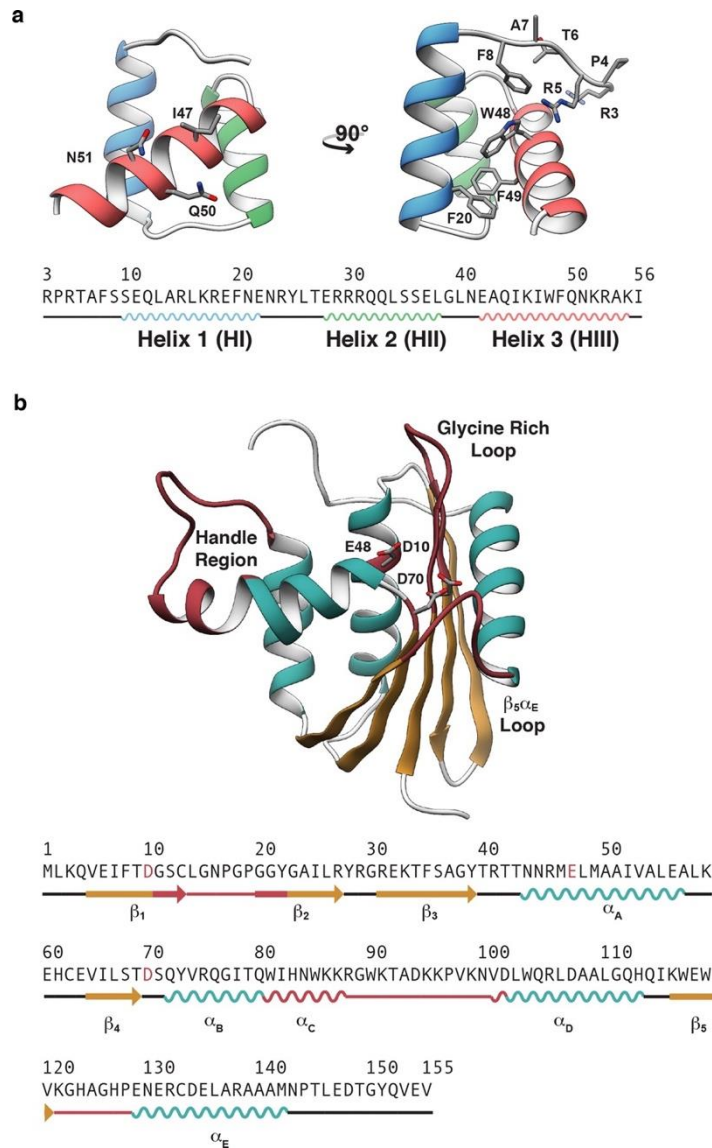 a
A7
T6
F8
P4
R5
I47
90°
W48
R3
N51
Q50
F20
F49
3 10 20 30 40 50 56
RPRTAFSSEQLARLKREFNENRYLTERRRQQLSSELGLNEAQIKIWFQNKRAKI
Helix 1 (HI) Helix 2 (HII) Helix 3 (HIII)
b
Glycine Rich
Loop
Handle
Region
E48
D10
D70
β5αE
Loop
1 10 20 30 40 50
MLKQVEIFTDGSCLGNPGPGGYGAILRYRGREKTFSAGYTRTTNNRMELMAAIVALEALK
β1 β2 β3 αA
60 70 80 90 100 110
EHCEVILSTDSQYVRQGITQWIHNWKKRGWKTADKKPVKNVDLWQRLDAALGQHQIKWEW
β4 αB αC αD β5
120 130 140 150 155
VKGHAGHPENERCDELARAAAMNPTLEDTGYQVEV
αE